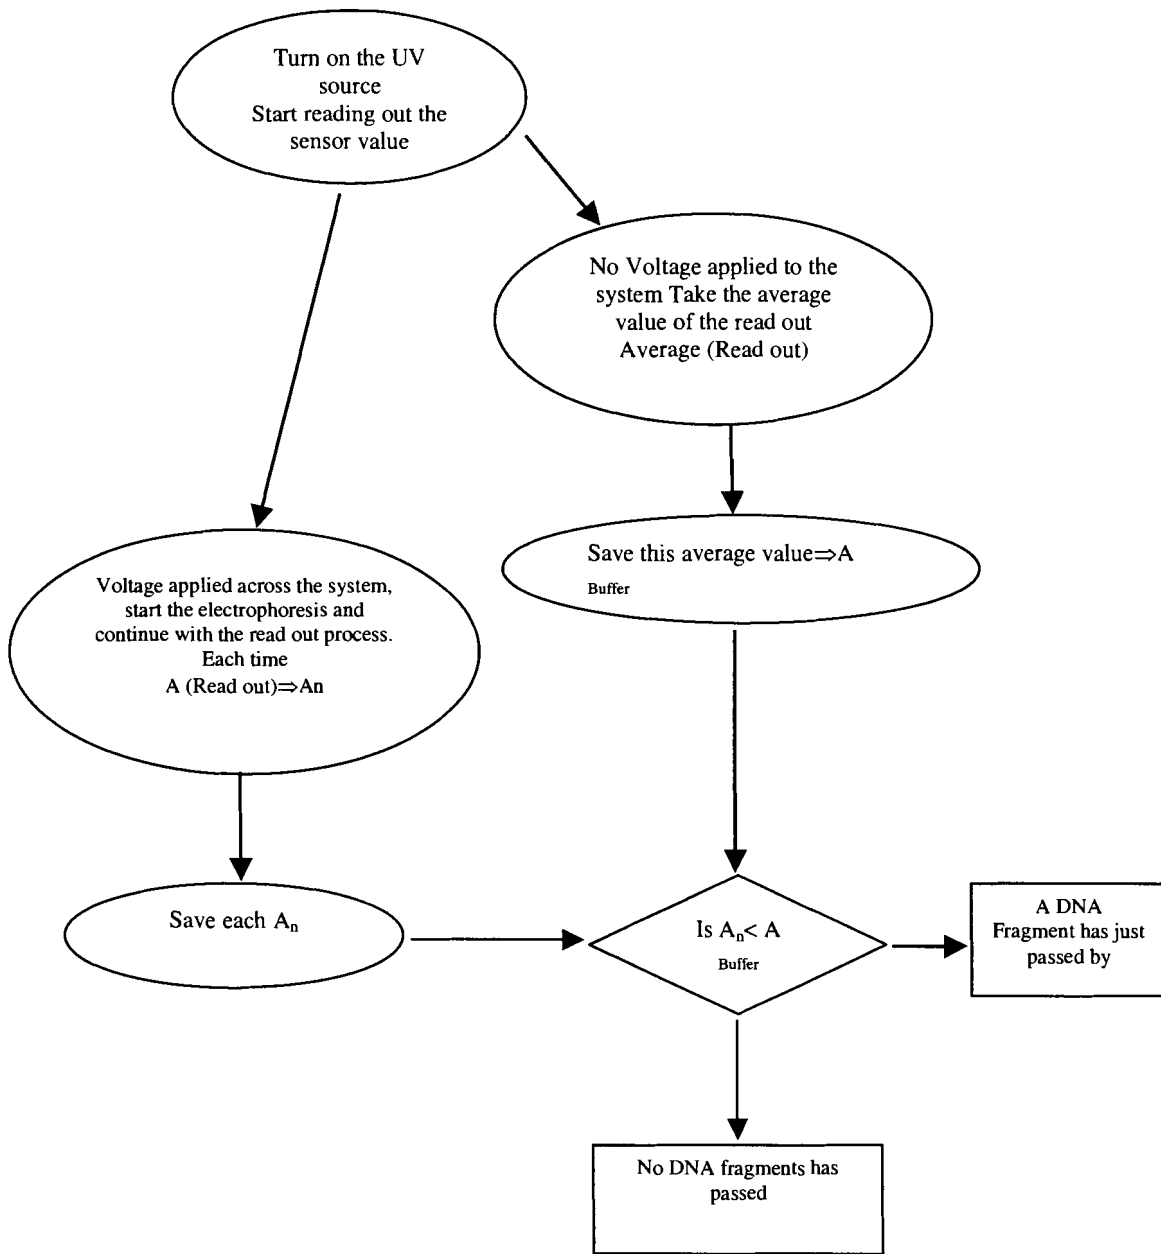 Turn on the UV
source
Start reading out the
sensor value
No Voltage applied to the
system Take the average
value of the read out
Average (Read out)
Save this average value⇒A
Buffer
Voltage applied across the system,
start the electrophoresis and
continue with the read out process.
Each time
A (Read out)⇒An
Save each An
Is An< A
Buffer
A DNA
Fragment has just
passed by
No DNA fragments has
passed